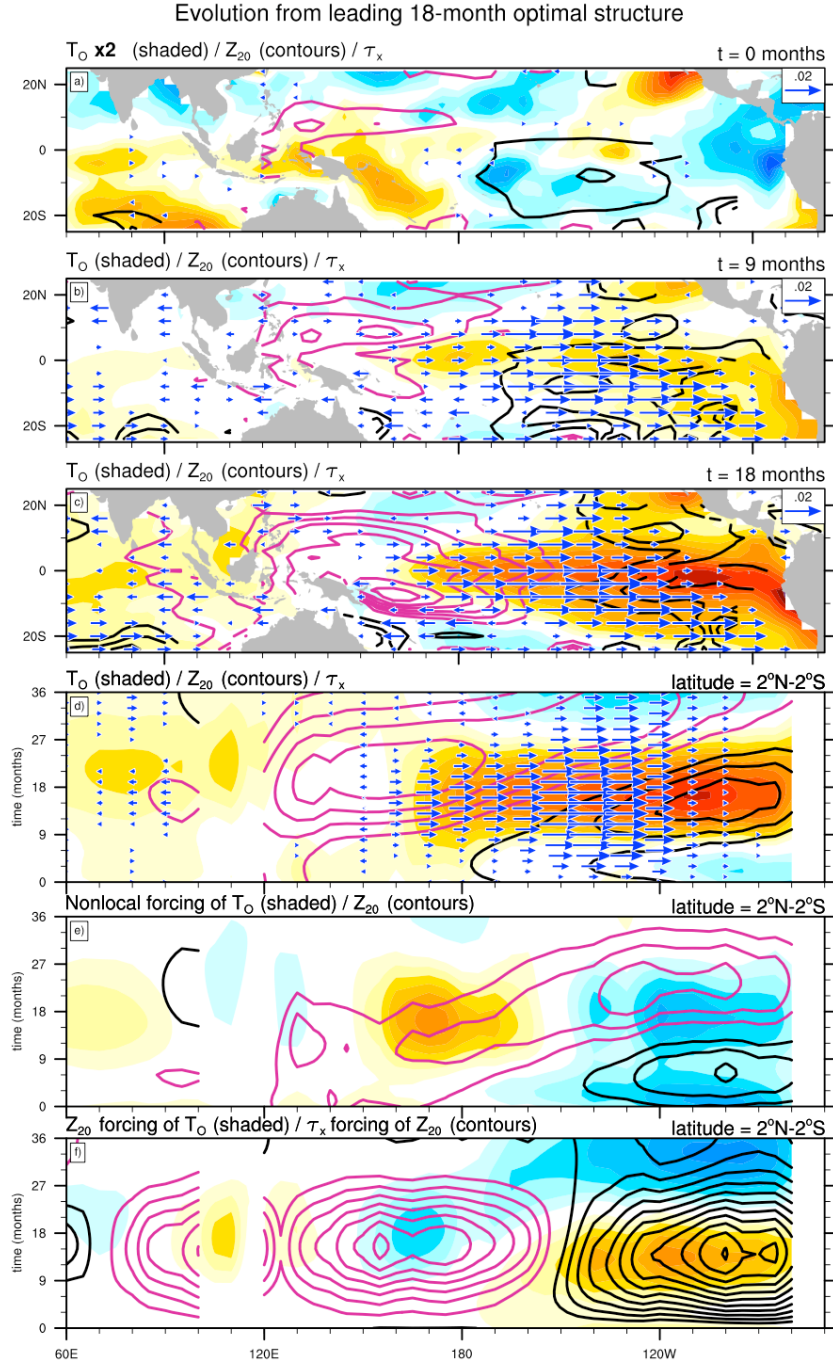 Evolution from leading 18-month optimal structure
T_O x2 (shaded) / Z_20 (contours) / τ_x
t = 0 months
a)
.02
20N
0
20S
T_O (shaded) / Z_20 (contours) / τ_x
t = 9 months
b)
.02
20N
0
20S
T_O (shaded) / Z_20 (contours) / τ_x
t = 18 months
c)
.02
20N
0
20S
T_O (shaded) / Z_20 (contours) / τ_x
latitude = 2°N-2°S
d)
36
27
18
9
0
time (months)
Nonlocal forcing of T_O (shaded) / Z_20 (contours)
latitude = 2°N-2°S
e)
36
27
18
9
0
time (months)
Z_20 forcing of T_O (shaded) / τ_x forcing of Z_20 (contours)
latitude = 2°N-2°S
f)
36
27
18
9
0
time (months)
60E 120E 180 120W